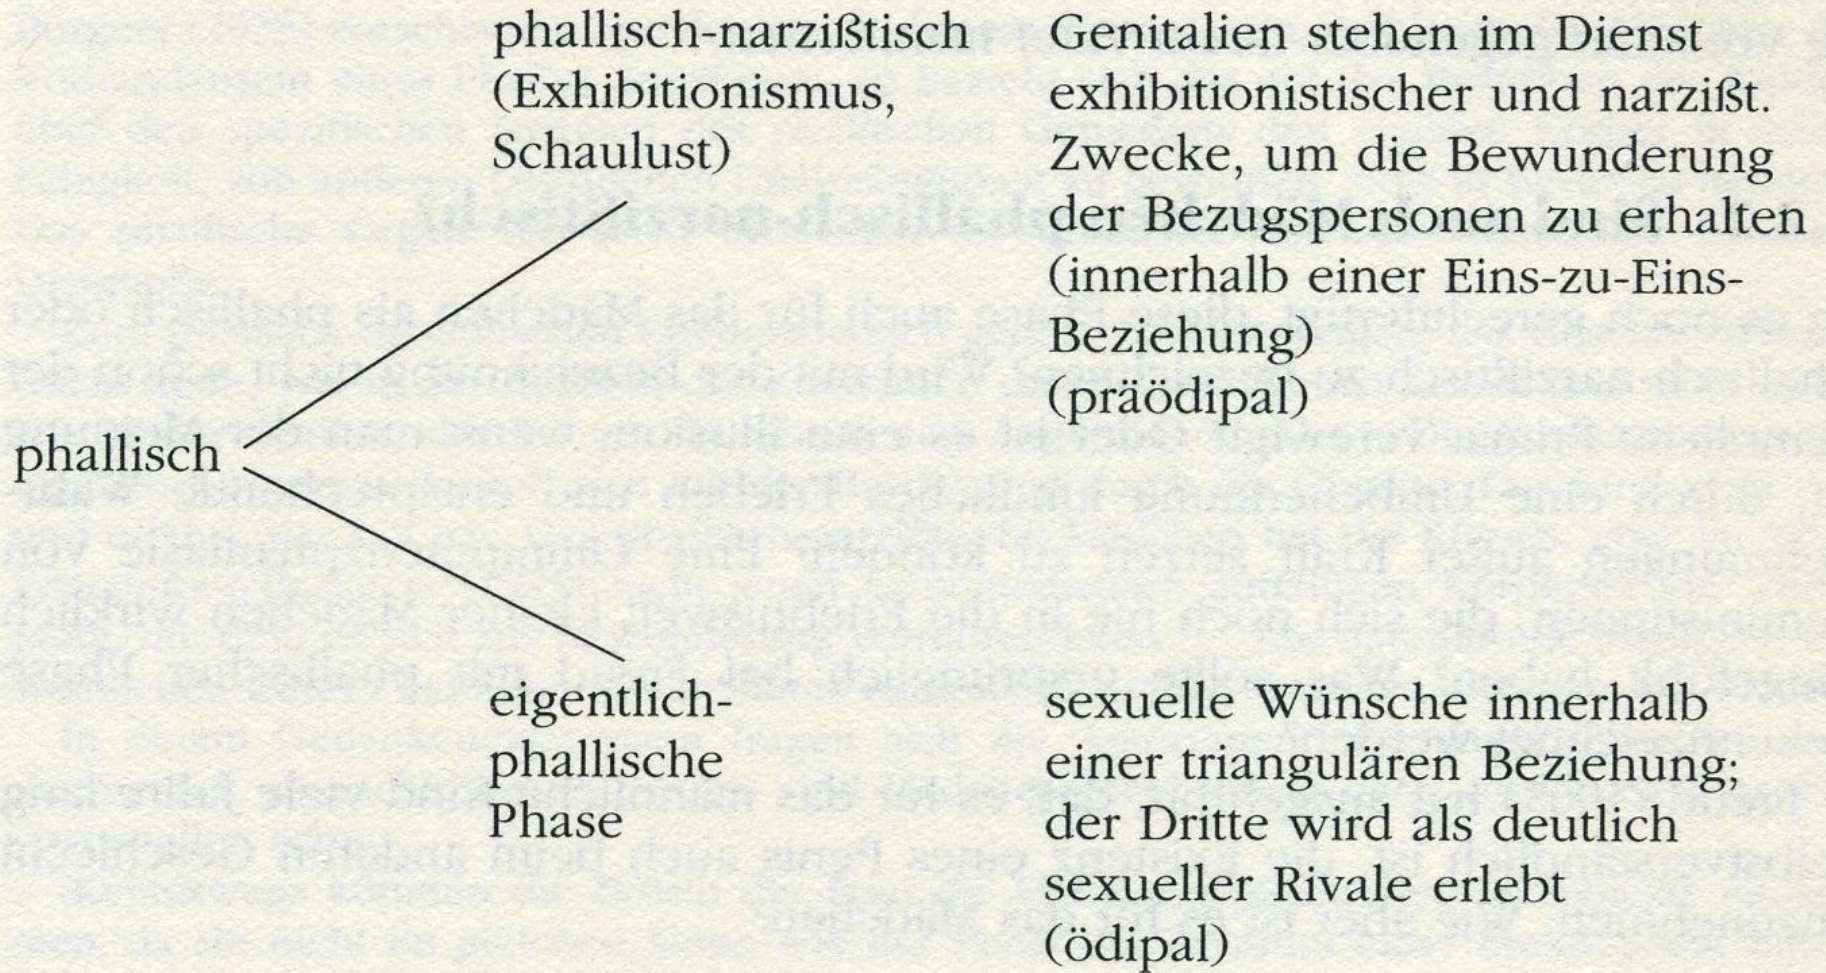 phallisch-narzißtisch
(Exhibitionismus,
Schaulust)
Genitalien stehen im Dienst
exhibitionistischer und narzißt.
Zwecke, um die Bewunderung
der Bezugspersonen zu erhalten
(innerhalb einer Eins-zu-Eins-
Beziehung)
(präödipal)
phallisch
eigentlich-
phallische
Phase
sexuelle Wünsche innerhalb
einer triangulären Beziehung;
der Dritte wird als deutlich
sexueller Rivale erlebt
(ödipal)